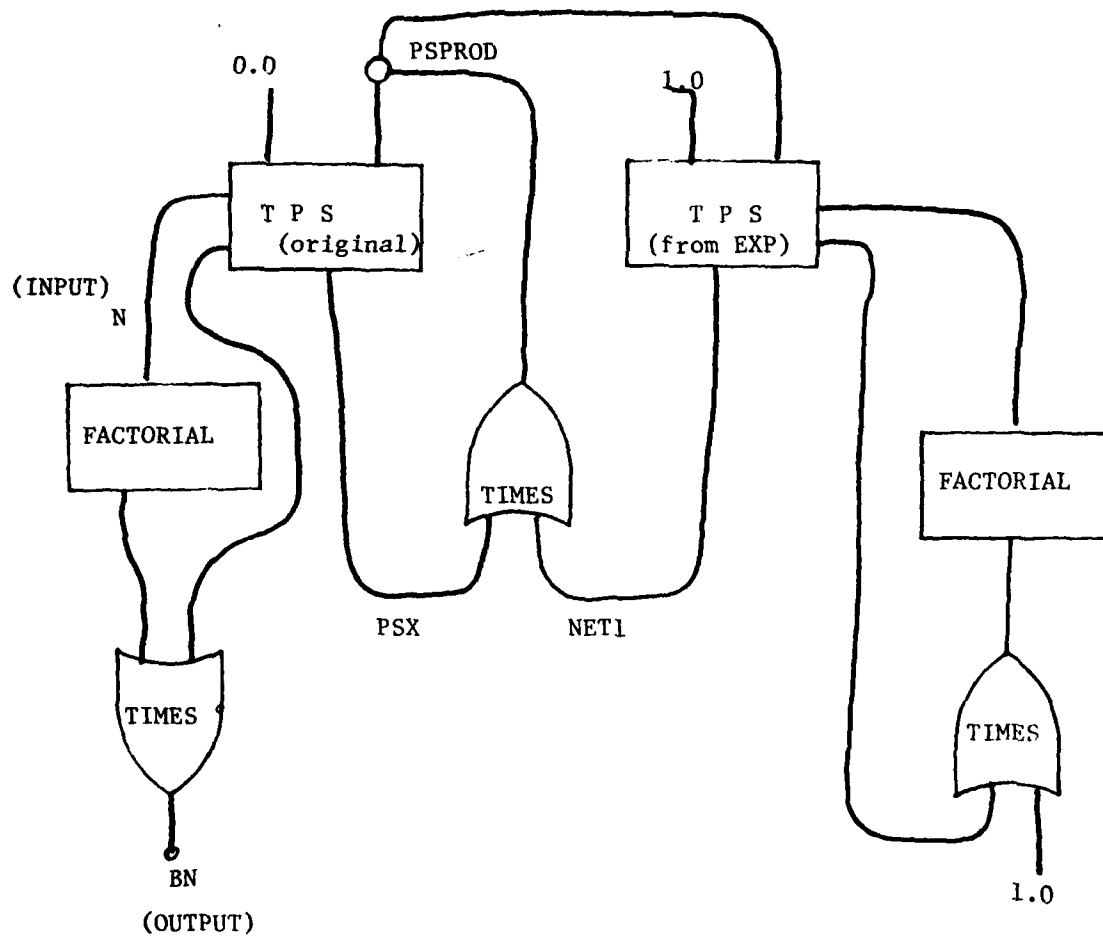 PSPROD
0.0
1.0
T P S
(original)
T P S
(from EXP)
(INPUT)
N
FACTORIAL
TIMES
FACTORIAL
PSX
NET1
TIMES
TIMES
BN
(OUTPUT)
1.0